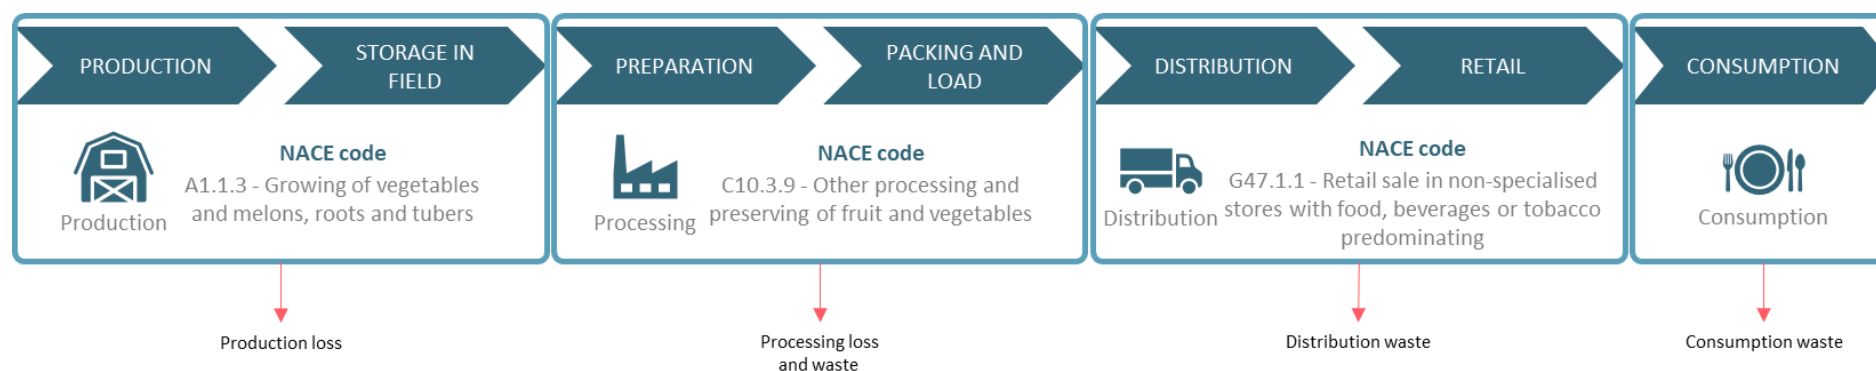 PRODUCTION
STORAGE IN
FIELD
PREPARATION
PACKING AND
LOAD
DISTRIBUTION
RETAIL
CONSUMPTION
Production
NACE code
A1.1.3 - Growing of vegetables
and melons, roots and tubers
Processing
NACE code
C10.3.9 - Other processing and
preserving of fruit and vegetables
Distribution
NACE code
G47.1.1 - Retail sale in non-specialised
stores with food, beverages or tobacco
predominating
Consumption
Production loss
Processing loss
and waste
Distribution waste
Consumption waste